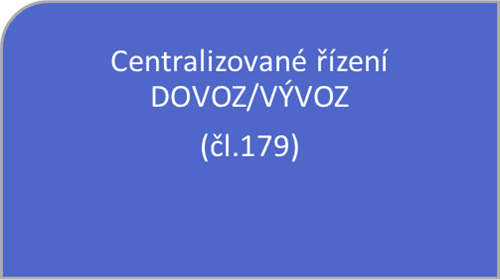 Centralizované řízení
DOVOZ/VÝVOZ
(čl.179)